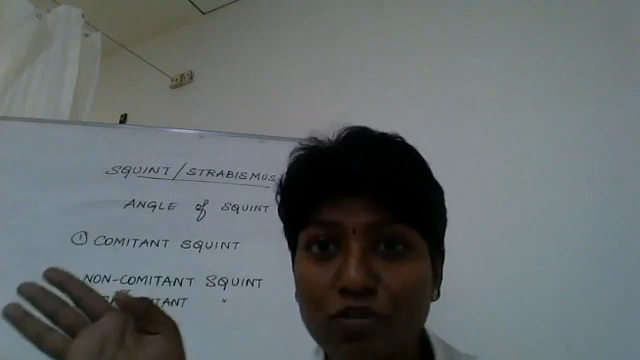 SQUINT/STRABISMUS
ANGLE of SQUINT
① COMITANT SQUINT
NON-COMITANT SQUINT
"